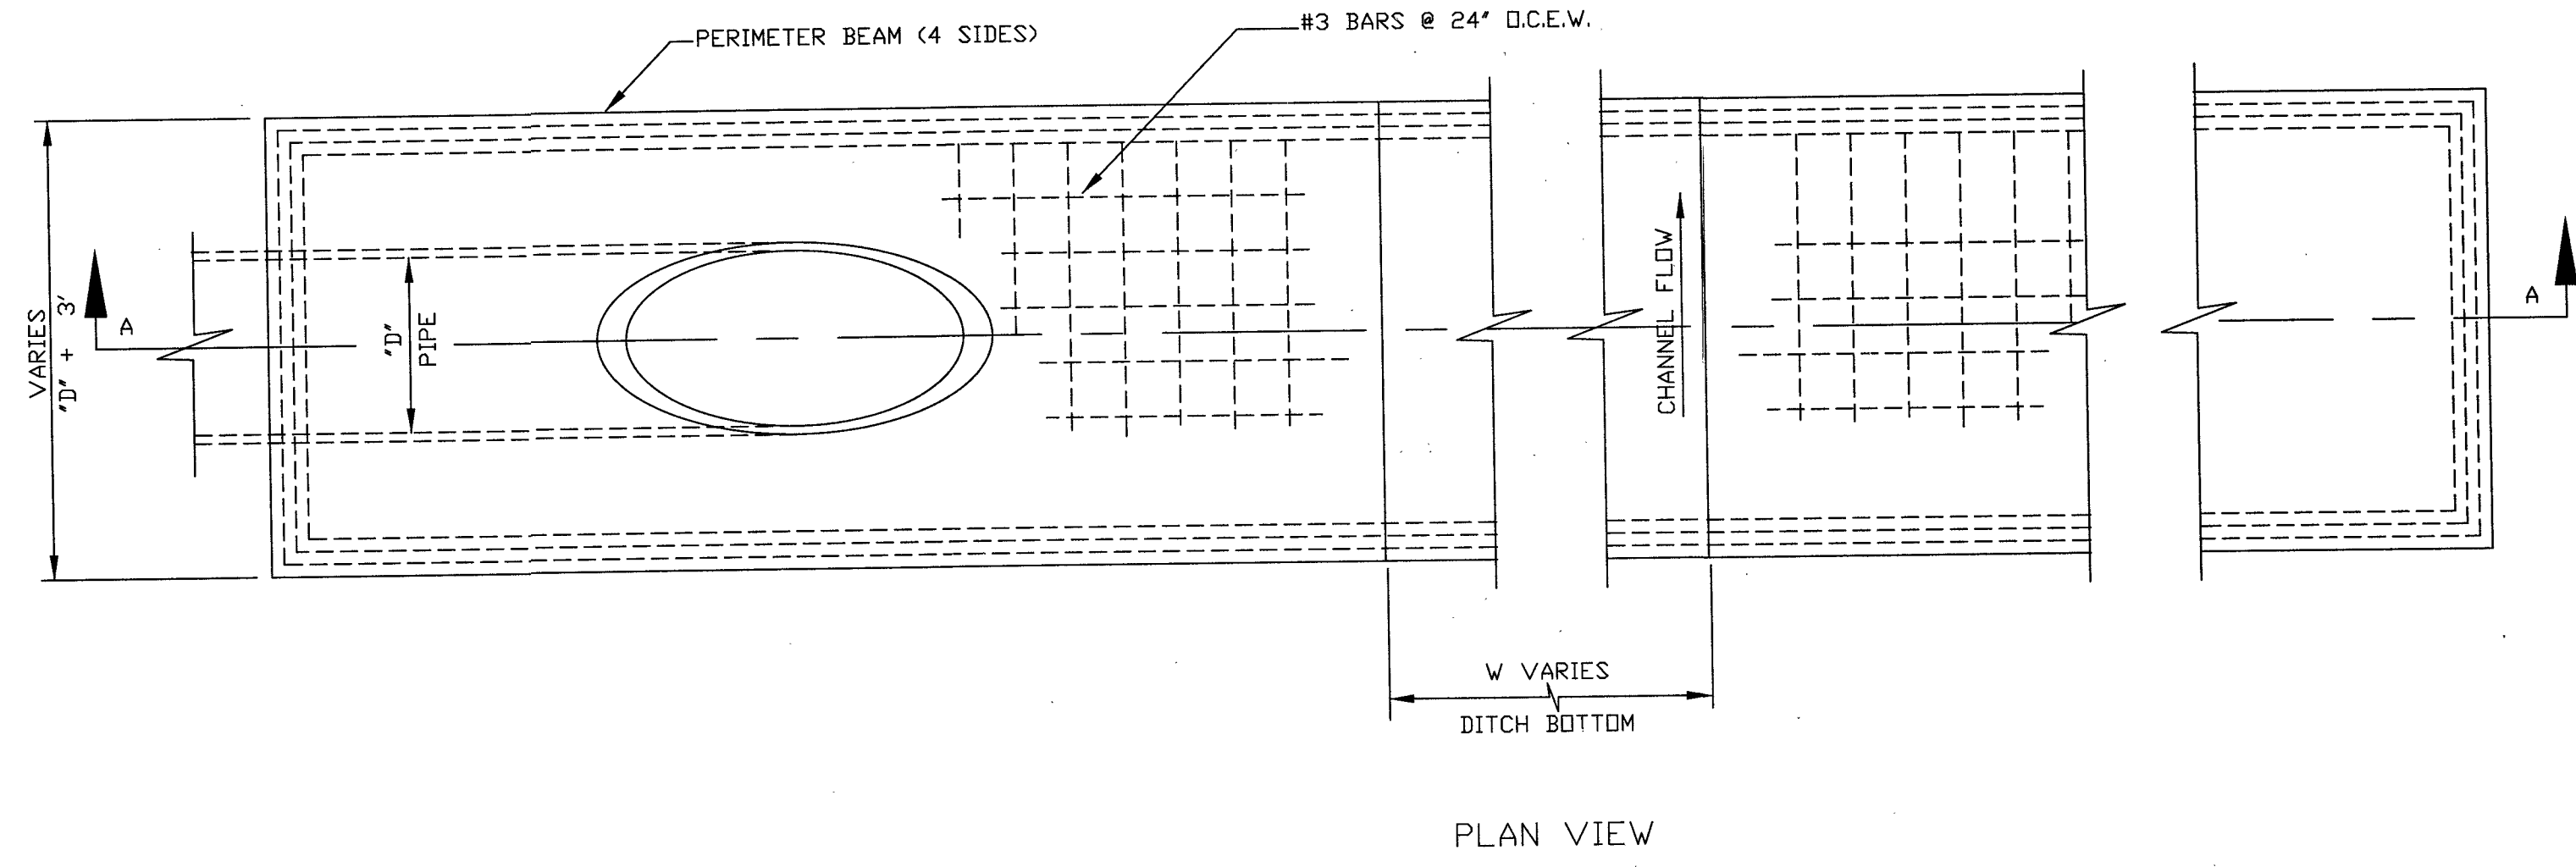 PERIMETER BEAM (4 SIDES)
#3 BARS @ 24" O.C.E.W.
VARIES
"D" + 3'
A
"D"
PIPE
CHANNEL FLOW
A
W VARIES
DITCH BOTTOM
PLAN VIEW